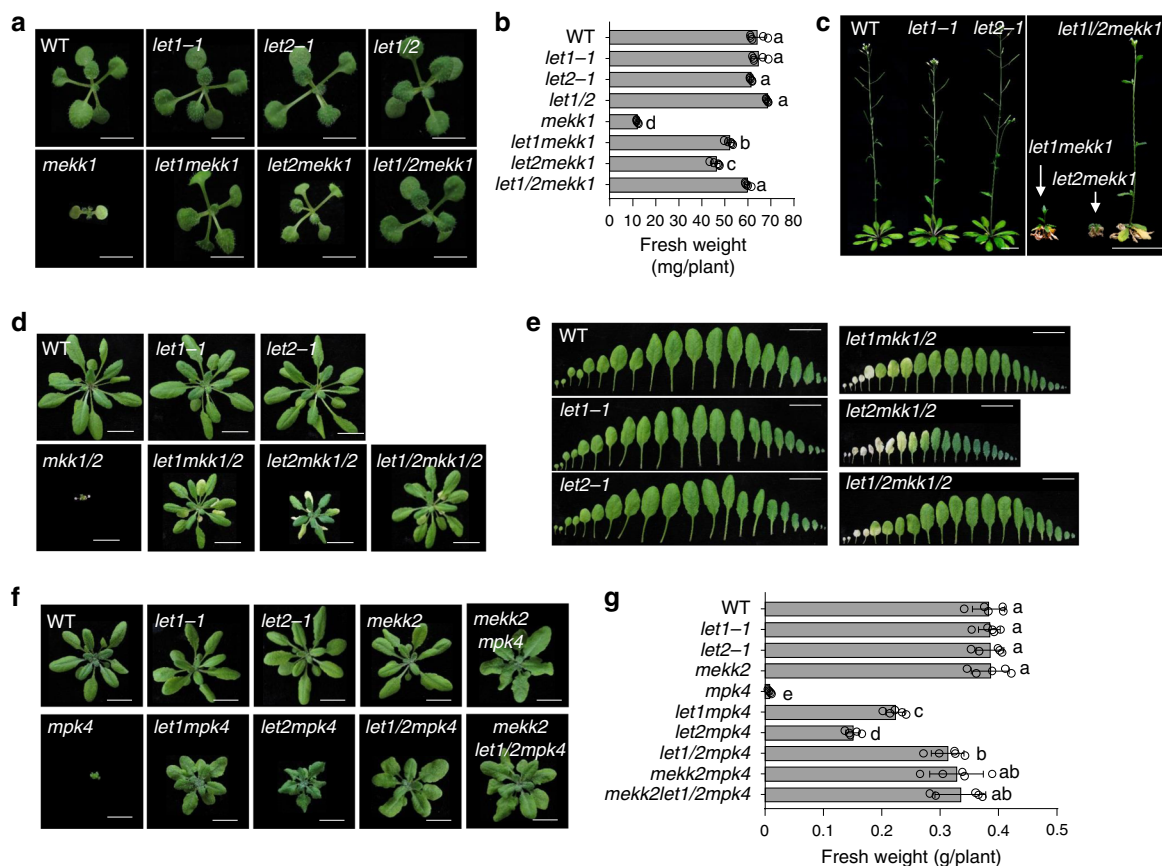 a
WT
let1–1
let2–1
let1/2
mekk1
let1mekk1
let2mekk1
let1/2mekk1
b
WT
let1–1
let2–1
let1/2
mekk1
let1mekk1
let2mekk1
let1/2mekk1
a
a
a
a
d
b
c
a
0 10 20 30 40 50 60 70 80
Fresh weight
(mg/plant)
c
WT
let1–1
let2–1
let1l/2mekk1
let1mekk1
let2mekk1
d
WT
let1–1
let2–1
mkk1/2
let1mkk1/2
let2mkk1/2
let1/2mkk1/2
e
WT
let1–1
let2–1
let1mkk1/2
let2mkk1/2
let1/2mkk1/2
f
WT
let1–1
let2–1
mekk2
mekk2
mpk4
mpk4
let1mpk4
let2mpk4
let1/2mpk4
mekk2
let1/2mpk4
g
WT
let1–1
let2–1
mekk2
mpk4
let1mpk4
let2mpk4
let1/2mpk4
mekk2mpk4
mekk2let1/2mpk4
a
a
a
a
e
c
d
b
ab
ab
0 0.1 0.2 0.3 0.4 0.5
Fresh weight (g/plant)